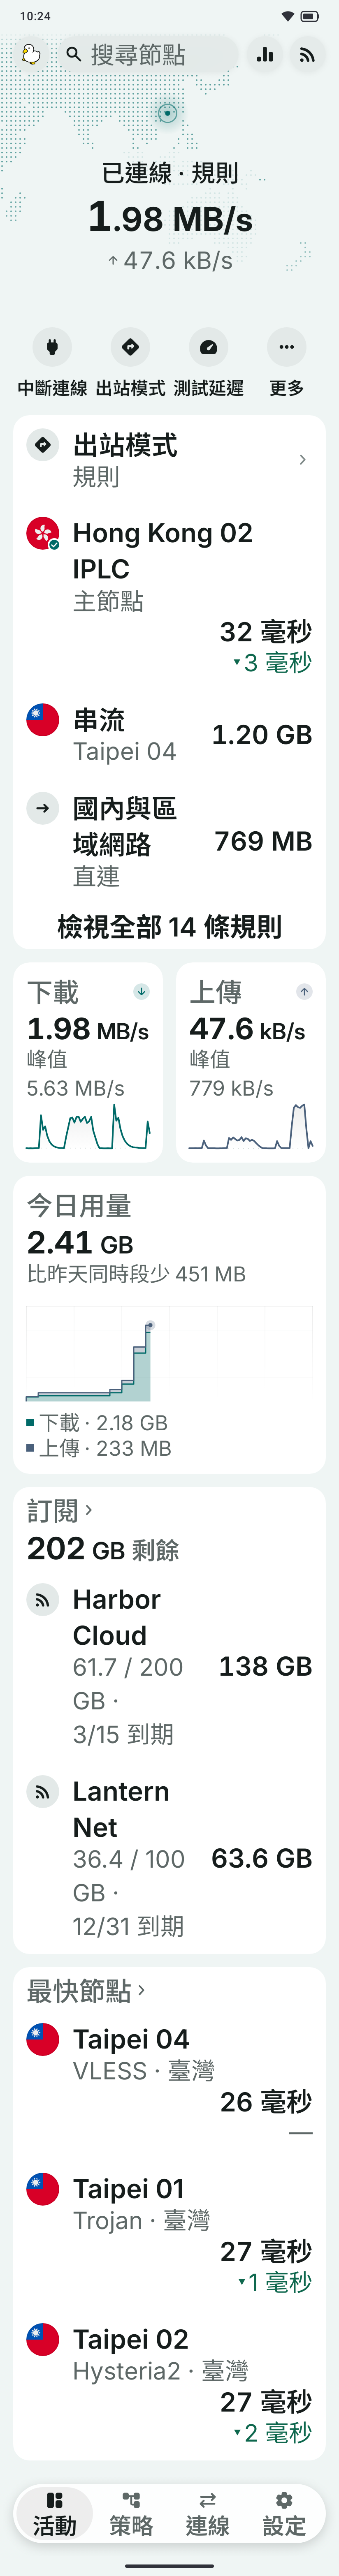 10:24
搜尋節點
已連線 · 規則
1.98 MB/s
↑ 47.6 kB/s
中斷連線 出站模式 測試延遲 更多
出站模式
規則
Hong Kong 02
IPLC
主節點
32 毫秒
▼3 毫秒
串流
Taipei 04
1.20 GB
國內與區
域網路
直連
769 MB
檢視全部 14 條規則
下載
1.98 MB/s
峰值
5.63 MB/s
上傳
47.6 kB/s
峰值
779 kB/s
今日用量
2.41 GB
比昨天同時段少 451 MB
下載 · 2.18 GB
上傳 · 233 MB
訂閱
202 GB 剩餘
Harbor
Cloud
61.7 / 200
GB ·
3/15 到期
138 GB
Lantern
Net
36.4 / 100
GB ·
12/31 到期
63.6 GB
最快節點
Taipei 04
VLESS · 臺灣
26 毫秒
—
Taipei 01
Trojan · 臺灣
27 毫秒
▼1 毫秒
Taipei 02
Hysteria2 · 臺灣
27 毫秒
▼2 毫秒
活動 策略 連線 設定